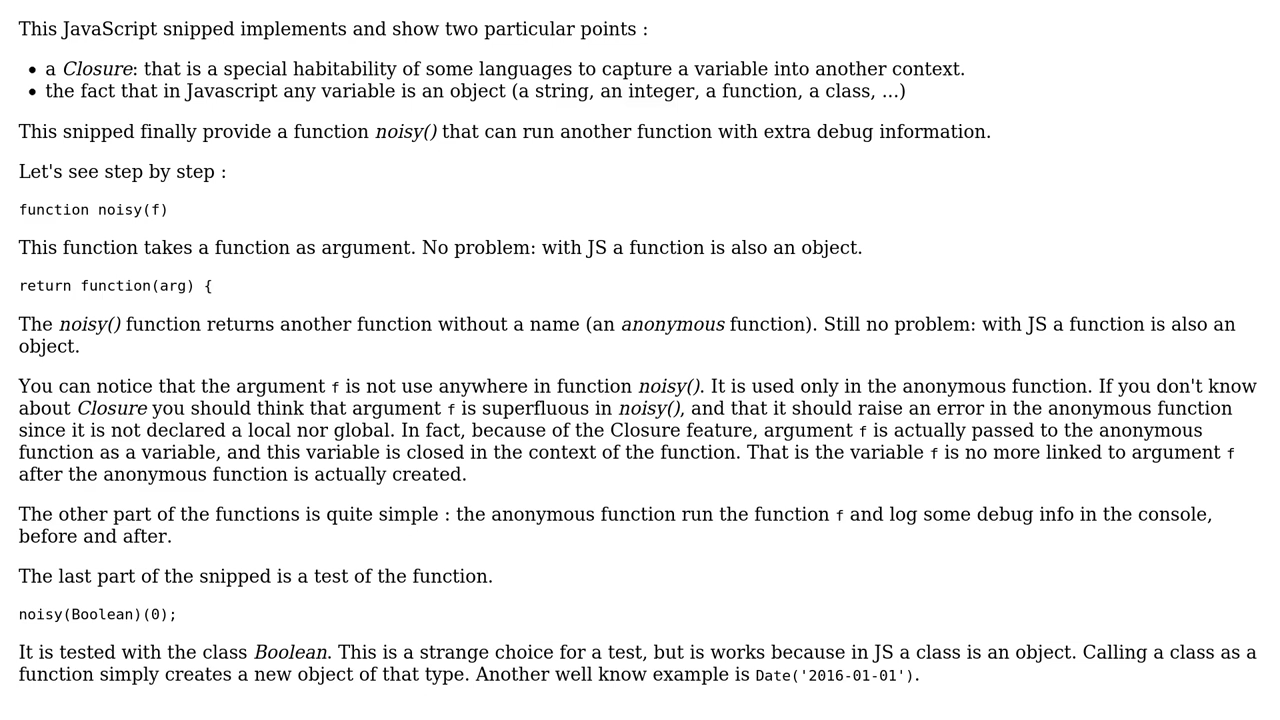 This JavaScript snipped implements and show two particular points :
• a Closure: that is a special habitability of some languages to capture a variable into another context.
• the fact that in Javascript any variable is an object (a string, an integer, a function, a class, ...)
This snipped finally provide a function noisy() that can run another function with extra debug information.
Let's see step by step :
function noisy(f)
This function takes a function as argument. No problem: with JS a function is also an object.
return function(arg) {
The noisy() function returns another function without a name (an anonymous function). Still no problem: with JS a function is also an
object.
You can notice that the argument f is not use anywhere in function noisy(). It is used only in the anonymous function. If you don't know
about Closure you should think that argument f is superfluous in noisy(), and that it should raise an error in the anonymous function
since it is not declared a local nor global. In fact, because of the Closure feature, argument f is actually passed to the anonymous
function as a variable, and this variable is closed in the context of the function. That is the variable f is no more linked to argument f
after the anonymous function is actually created.
The other part of the functions is quite simple : the anonymous function run the function f and log some debug info in the console,
before and after.
The last part of the snipped is a test of the function.
noisy(Boolean)(0);
It is tested with the class Boolean. This is a strange choice for a test, but is works because in JS a class is an object. Calling a class as a
function simply creates a new object of that type. Another well know example is Date('2016-01-01').